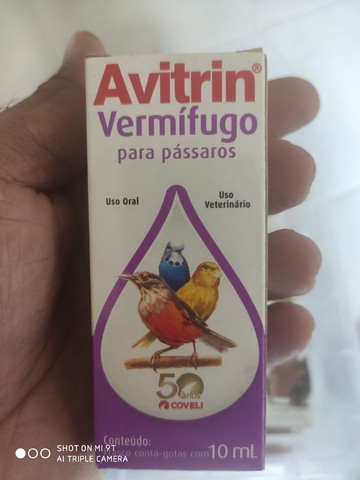 Avitrin®
Vermífugo
para pássaros
Uso Oral
Uso
Veterinário
50
anos
COVELI
Conteúdo:
conta-gotas com 10 mL
SHOT ON MI 9T
AI TRIPLE CAMERA